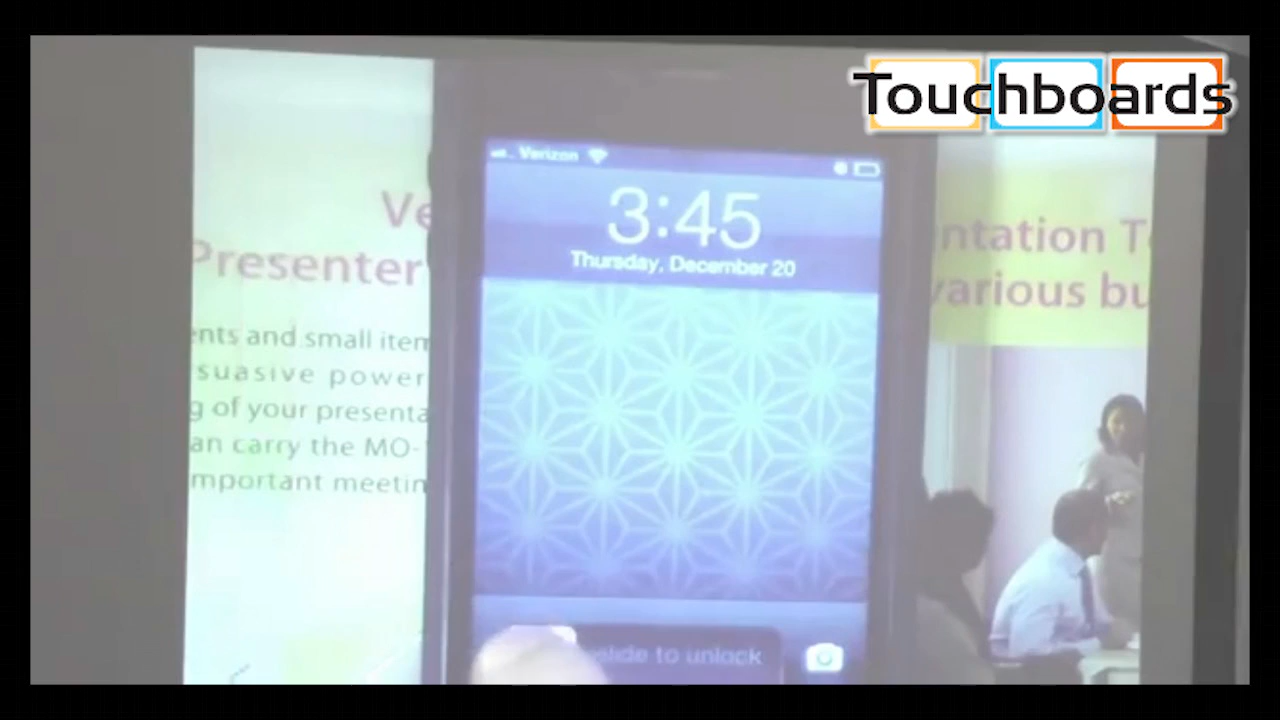 Touchboards
Verizon
3:45
Thursday, December 20
slide to unlock
Ve
Presenter
ents and small item
suasive power
g of your presenta
an carry the MO-
mportant meetin
ntation T
various bu